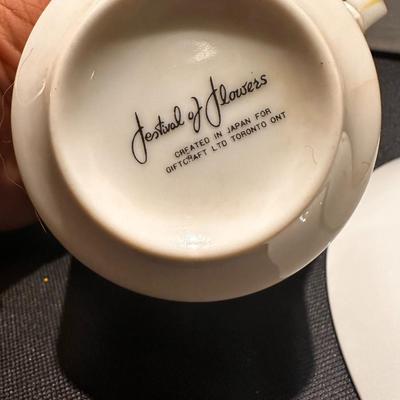 Festival of Flowers
CREATED IN JAPAN FOR
GIFTCRAFT LTD TORONTO ONT